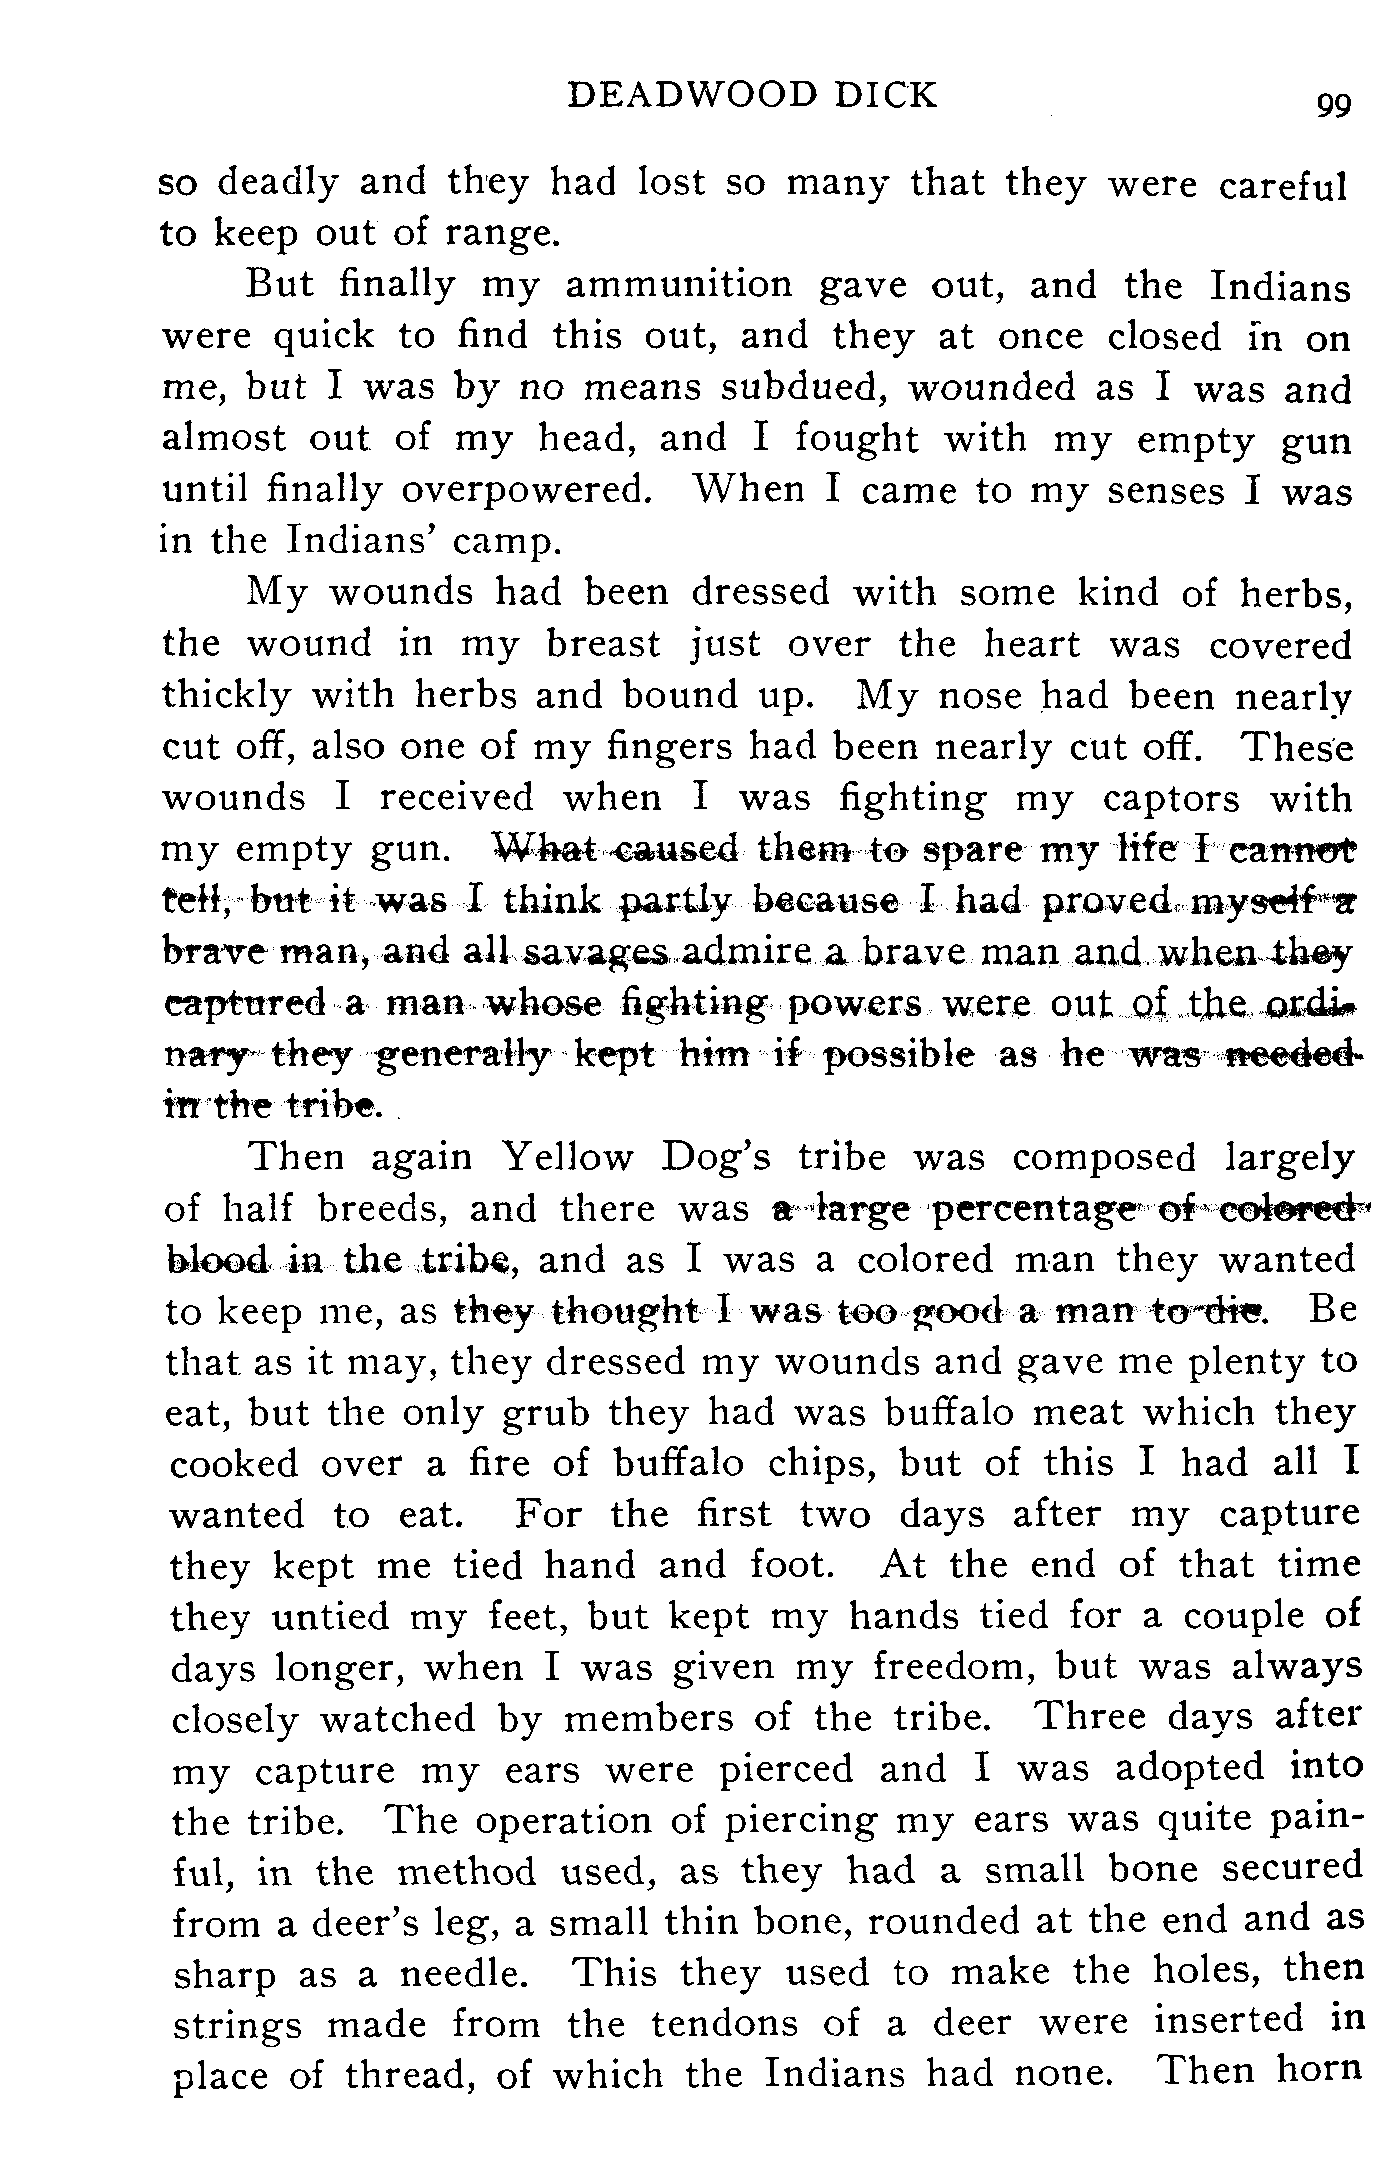 DEADWOOD DICK 99
so deadly and they had lost so many that they were careful
to keep out of range.
But finally my ammunition gave out, and the Indians
were quick to find this out, and they at once closed in on
me, but I was by no means subdued, wounded as I was and
almost out of my head, and I fought with my empty gun
until finally overpowered. When I came to my senses I was
in the Indians' camp.
My wounds had been dressed with some kind of herbs,
the wound in my breast just over the heart was covered
thickly with herbs and bound up. My nose had been nearly
cut off, also one of my fingers had been nearly cut off. These
wounds I received when I was fighting my captors with
my empty gun. What caused them to spare my life I cannot
tell, but it was I think partly because I had proved myself a
brave man, and all savages admire a brave man and when they
captured a man whose fighting powers were out of the ordi-
nary they generally kept him if possible as he was needed
in the tribe.
Then again Yellow Dog's tribe was composed largely
of half breeds, and there was a large percentage of colored
blood in the tribe, and as I was a colored man they wanted
to keep me, as they thought I was too good a man to die. Be
that as it may, they dressed my wounds and gave me plenty to
eat, but the only grub they had was buffalo meat which they
cooked over a fire of buffalo chips, but of this I had all I
wanted to eat. For the first two days after my capture
they kept me tied hand and foot. At the end of that time
they untied my feet, but kept my hands tied for a couple of
days longer, when I was given my freedom, but was always
closely watched by members of the tribe. Three days after
my capture my ears were pierced and I was adopted into
the tribe. The operation of piercing my ears was quite pain-
ful, in the method used, as they had a small bone secured
from a deer's leg, a small thin bone, rounded at the end and as
sharp as a needle. This they used to make the holes, then
strings made from the tendons of a deer were inserted in
place of thread, of which the Indians had none. Then horn